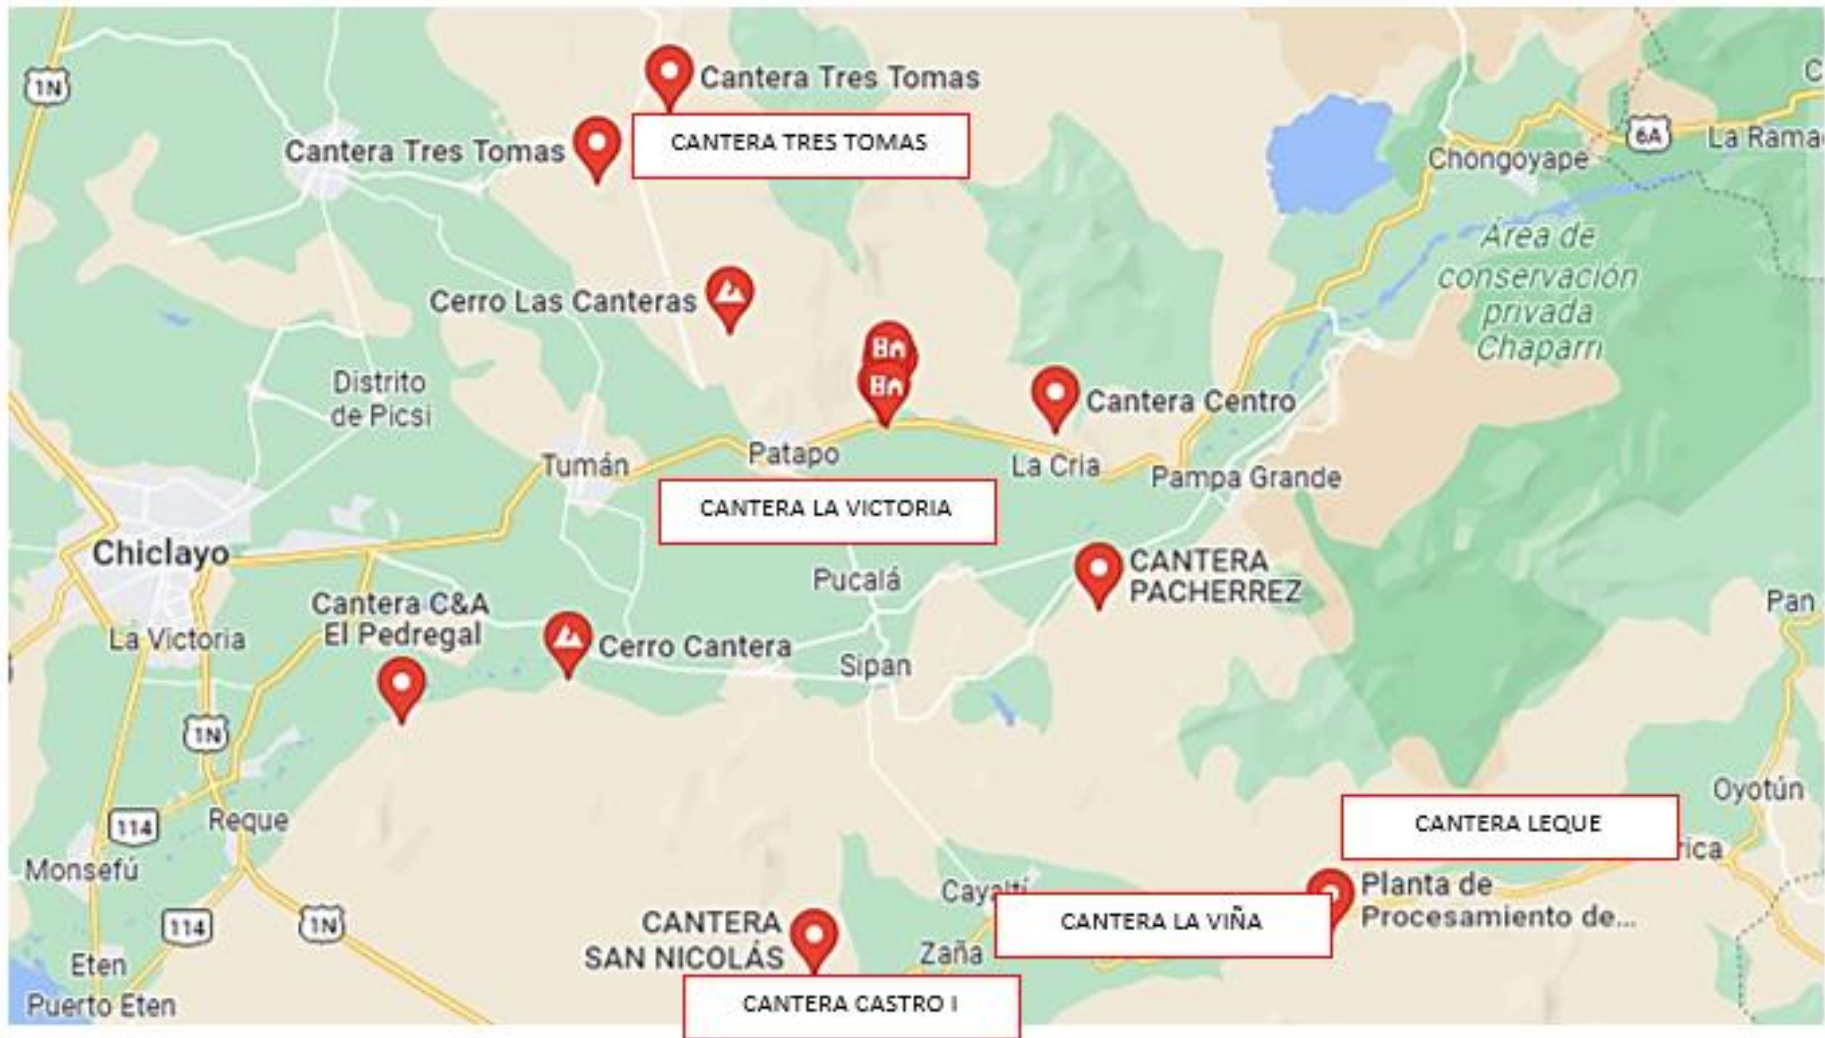 1N
Cantera Tres Tomas
CANTERA TRES TOMAS
Cantera Tres Tomas
6A
Chongoyape
Área de
conservación
privada
Chaparri
Cerro Las Canteras
Distrito
de Picsi
Cantera Centro
Tumán
Patapo
La Cria
Pampa Grande
CANTERA LA VICTORIA
Chiclayo
Pucalá
CANTERA
PACHERREZ
Cantera C&A
El Pedregal
La Victoria
Cerro Cantera
Sipan
Pan
1N
Oyotún
114
Reque
CANTERA LEQUE
rica
Monsefú
Cayaltí
Planta de
Procesamiento de...
114
1N
CANTERA
SAN NICOLÁS
CANTERA LA VIÑA
Zaña
Eten
Puerto Eten
CANTERA CASTRO I